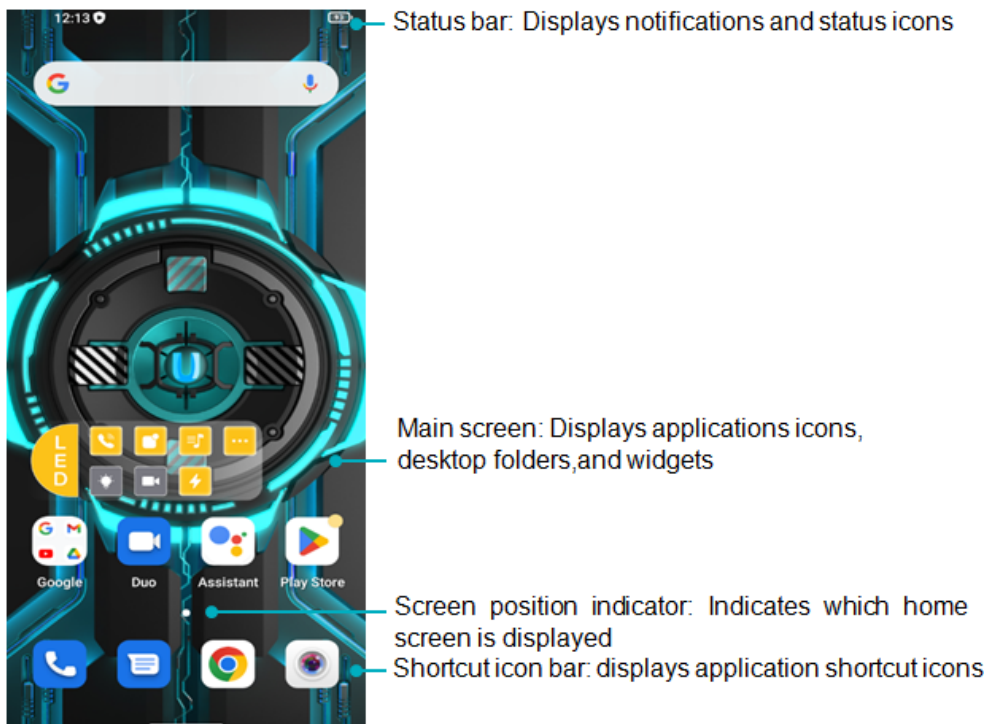 12:13
93
Status bar: Displays notifications and status icons
U
Main screen: Displays applications icons,
desktop folders,and widgets
LED
Google
Duo
Assistant
Play Store
Screen position indicator: Indicates which home
screen is displayed
Shortcut icon bar: displays application shortcut icons